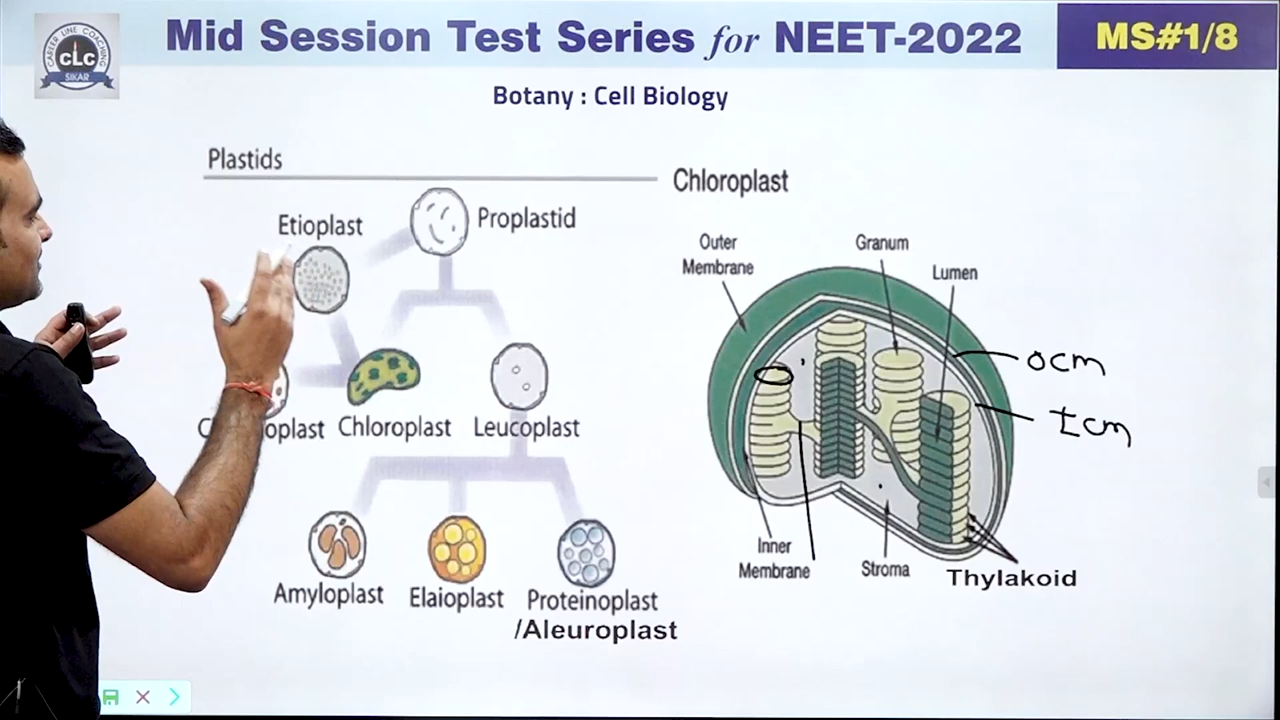 CAREER LINE COACHING
CLC
SIKAR
Mid Session Test Series for NEET-2022
MS#1/8
Botany : Cell Biology
Plastids
Chloroplast
Etioplast
Proplastid
Outer
Membrane
Granum
Lumen
OCM
ICM
Chloroplast
Leucoplast
Inner
Membrane
Stroma
Thylakoid
Amyloplast
Elaioplast
Proteinoplast
/Aleuroplast